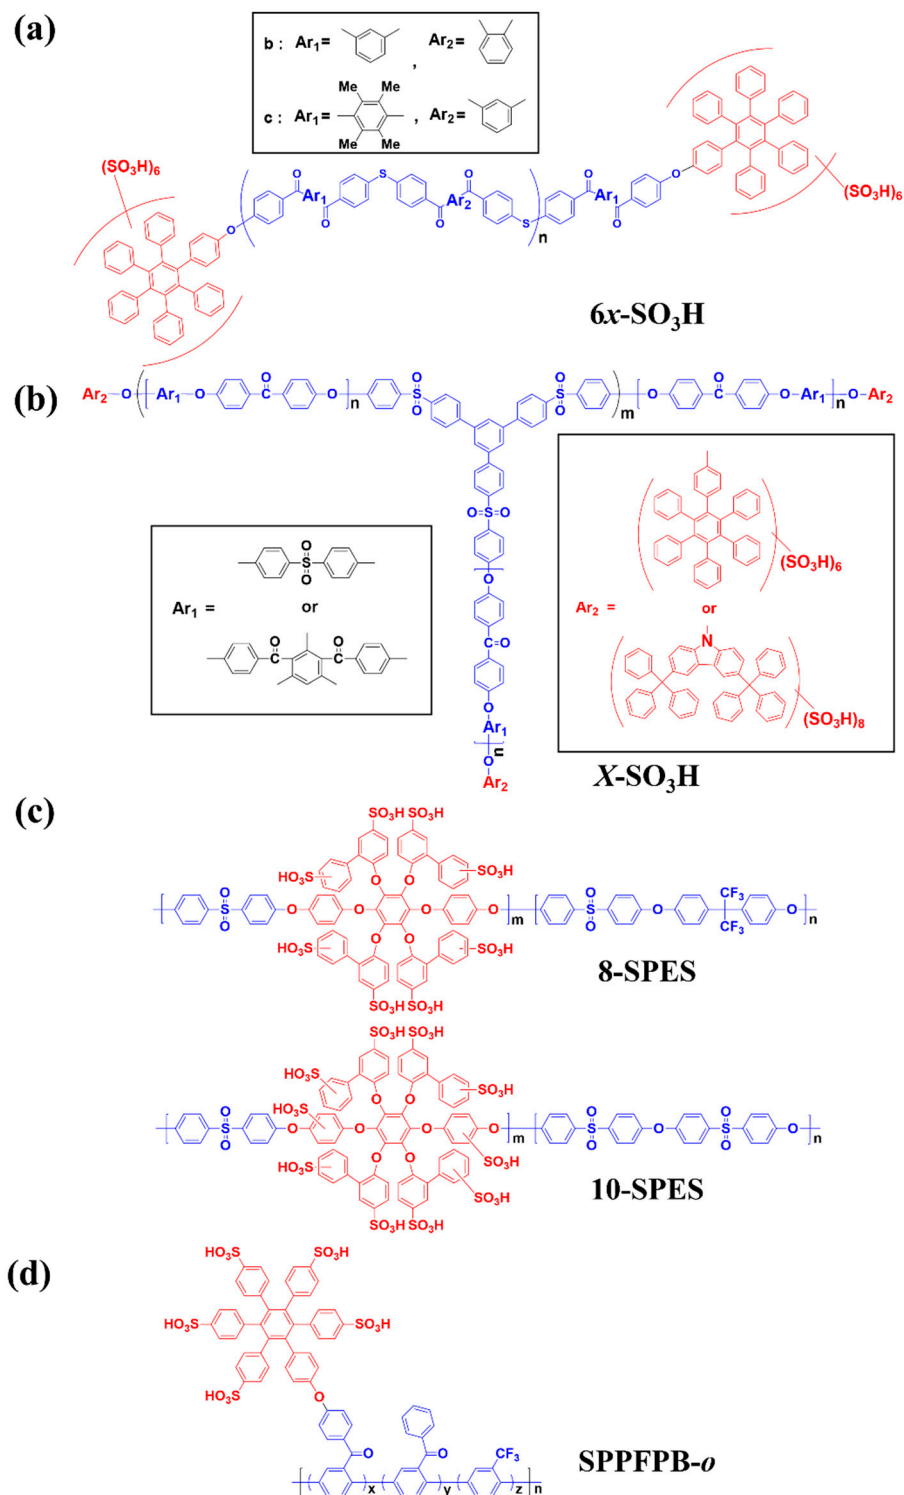 (a)
b : Ar1= , Ar2=
Me Me
c : Ar1= , Ar2=
Me Me
(SO3H)6
(SO3H)6
O O O O O
O Ar1 S Ar2 Ar1 O
O O S O
n
6x-SO3H
(b)
Ar2-O Ar1-O O O n O=S=O O=S=O m O O O-Ar1 n O-Ar2
O=S=O
O
C=O
O
Ar1
n
O
Ar2
O
S
O
Ar1 = or
O O
(SO3H)6
Ar2 = or
N
(SO3H)8
X-SO3H
(c)
SO3H SO3H
HO3S SO3H
O O
O S O O O O O m O S O O CF3 CF3 O n
O O
HO3S SO3H
SO3H SO3H
8-SPES
SO3H SO3H
HO3S SO3H
O O
HO3S
O S O O O O O m O S O O O S O O n
O O
SO3H
HO3S SO3H
SO3H SO3H
10-SPES
(d)
HO3S SO3H
HO3S SO3H
HO3S
O
O O CF3
x y z n
SPPFPB-o